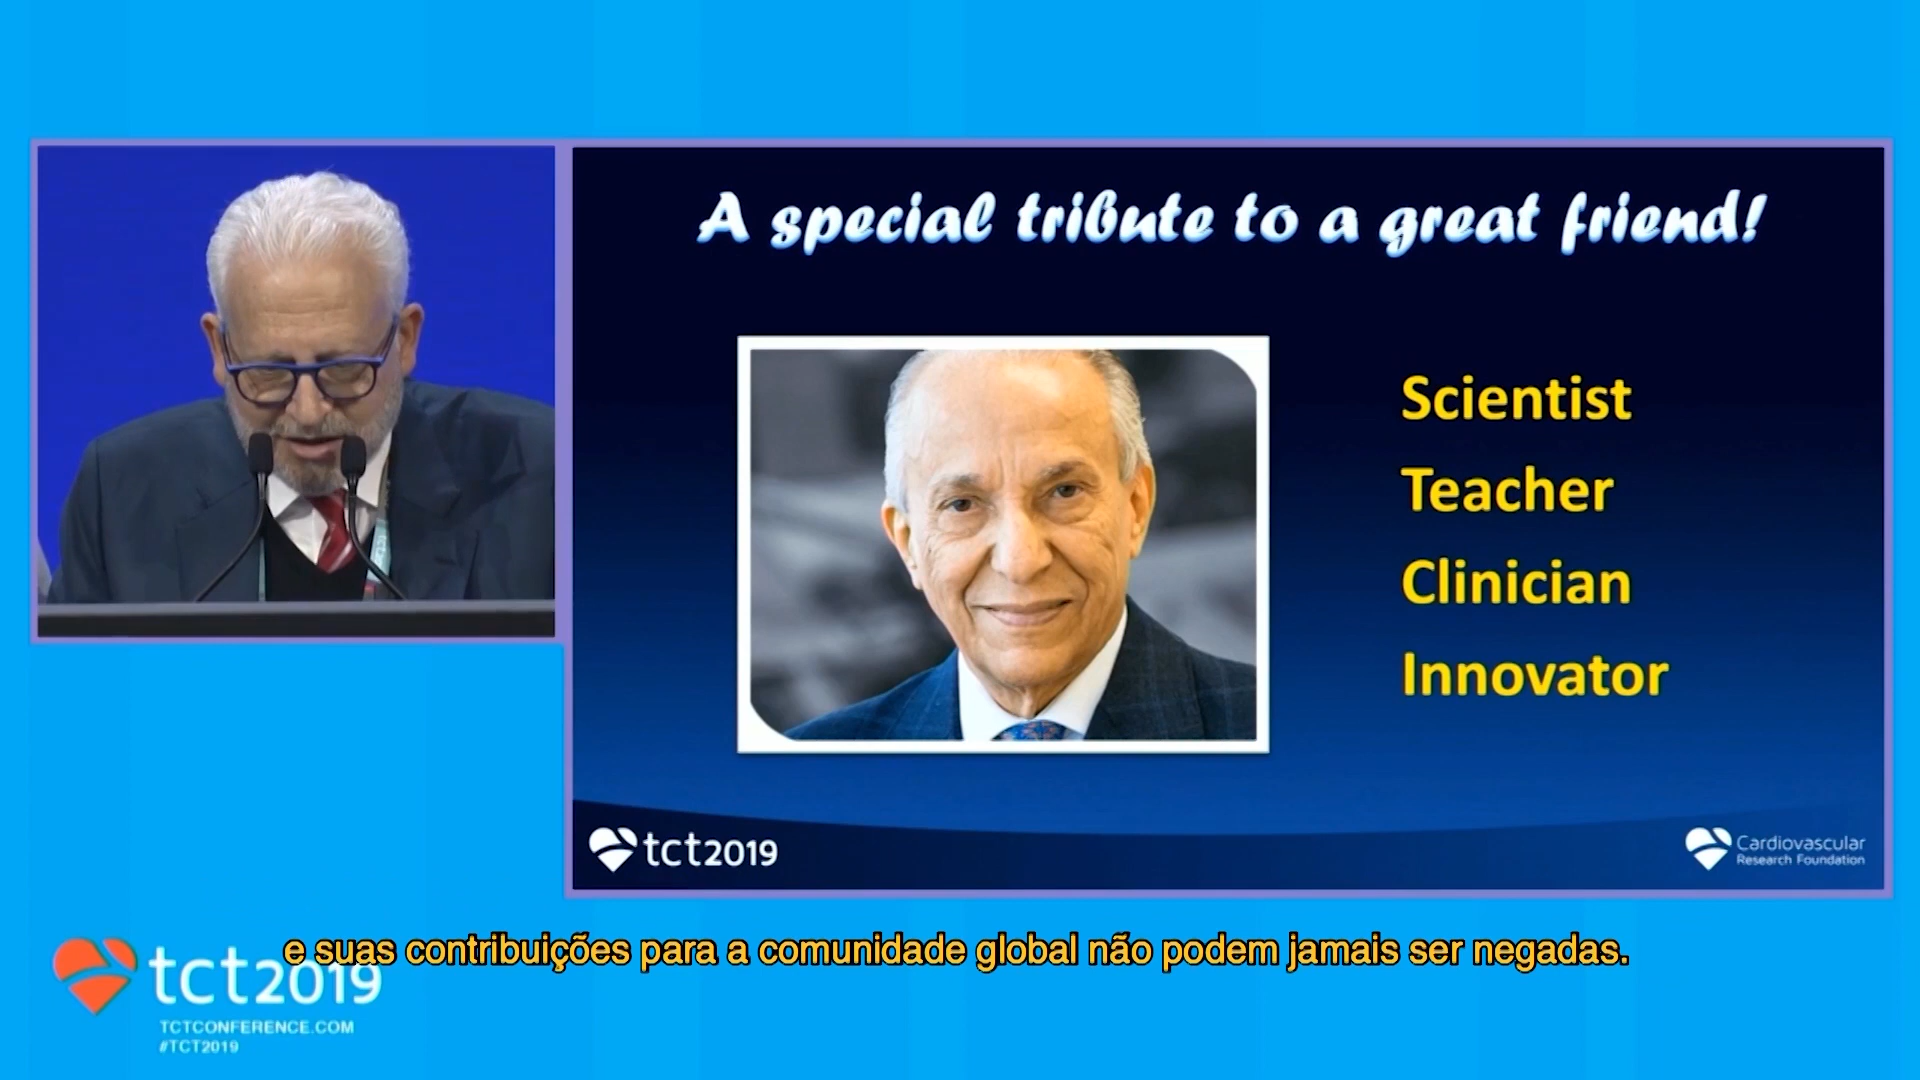 A special tribute to a great friend!
Scientist
Teacher
Clinician
Innovator
tct2019
Cardiovascular
Research Foundation
e suas contribuições para a comunidade global não podem jamais ser negadas.
tct2019
TCTCONFERENCE.COM
#TCT2019